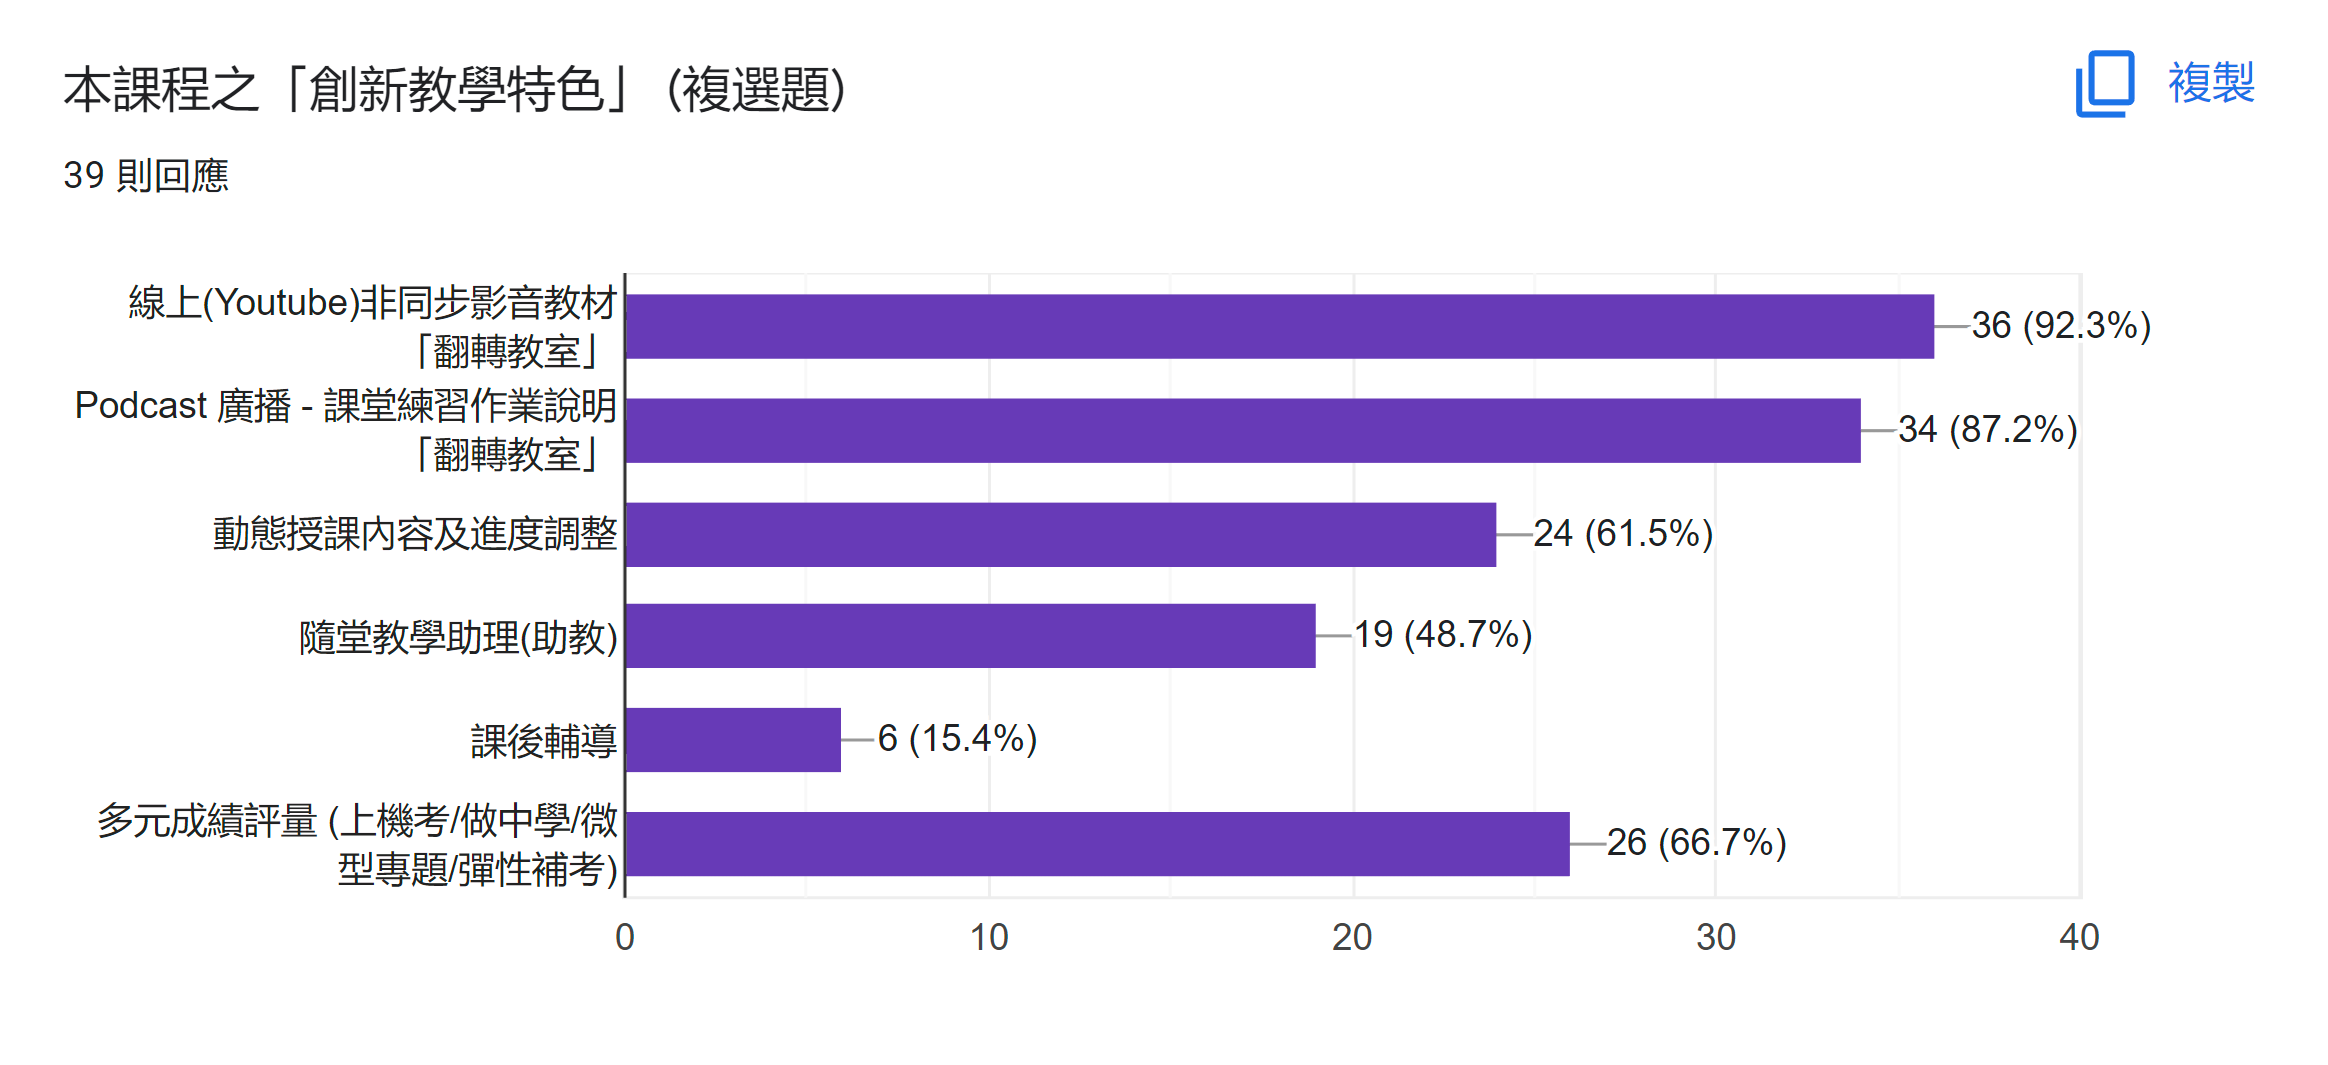 本課程之「創新教學特色」 (複選題)
複製
39 則回應
線上(Youtube)非同步影音教材
「翻轉教室」
36 (92.3%)
Podcast 廣播 - 課堂練習作業說明
「翻轉教室」
34 (87.2%)
動態授課內容及進度調整
24 (61.5%)
隨堂教學助理(助教)
19 (48.7%)
課後輔導
6 (15.4%)
多元成績評量 (上機考/做中學/微
型專題/彈性補考)
26 (66.7%)
0 10 20 30 40